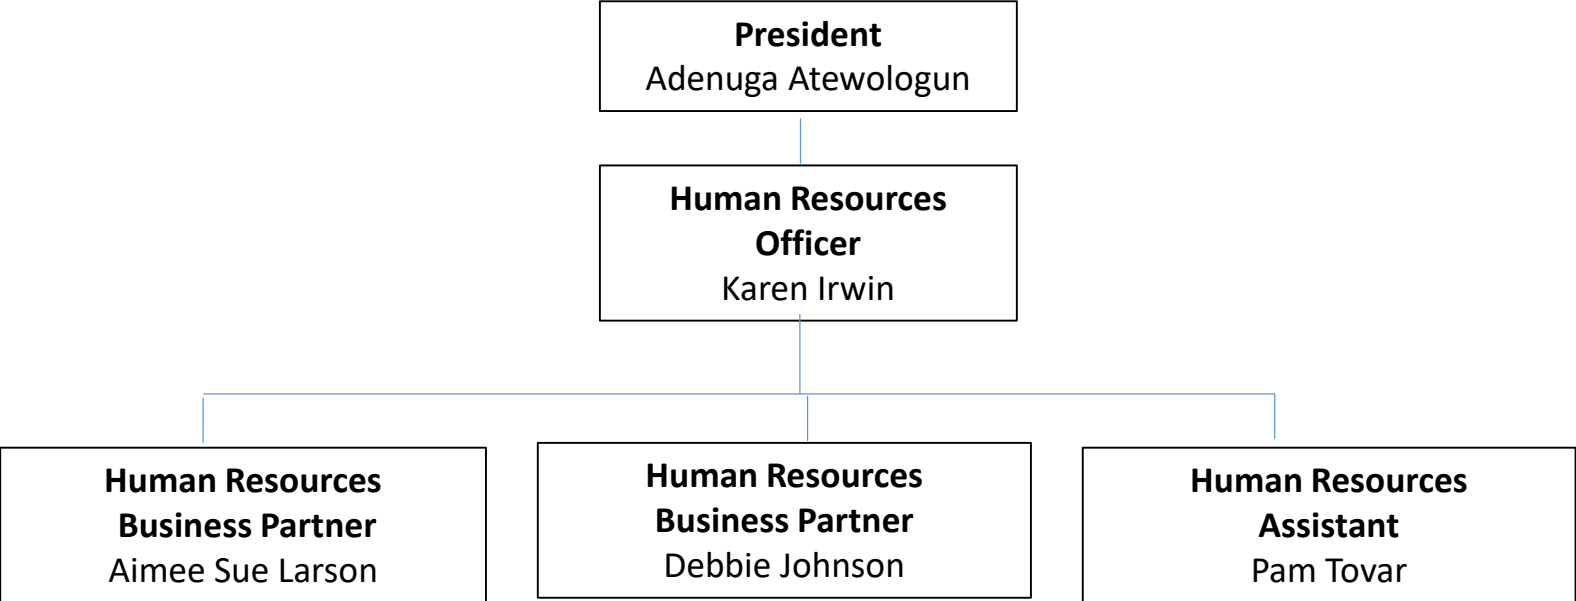 President
Adenuga Atewologun
Human Resources
Officer
Karen Irwin
Human Resources
Business Partner
Aimee Sue Larson
Human Resources
Business Partner
Debbie Johnson
Human Resources
Assistant
Pam Tovar